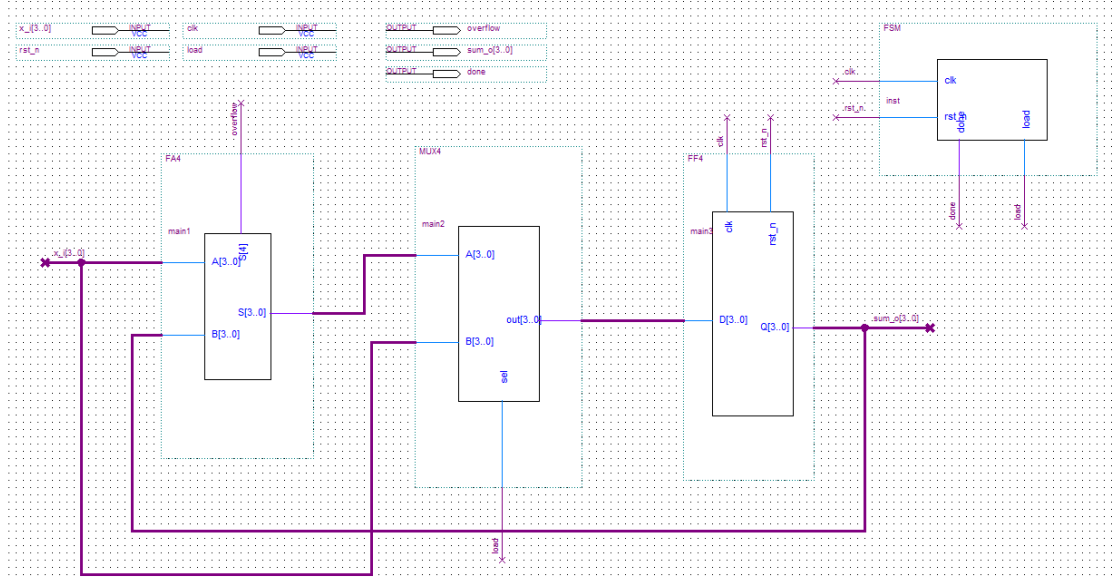 x_i[3..0] INPUT VCC clk INPUT VCC OUTPUT overflow
rst_n INPUT VCC load INPUT VCC OUTPUT sum_o[3..0]
OUTPUT done
FSM
clk clk
inst
rst_n rst_n
done load
done load
overflow
FA4
main1
S[4]
x_i[3..0] A[3..0]
S[3..0]
B[3..0]
MUX4
main2
A[3..0]
out[3..0]
B[3..0]
sel
load
clk rst_n
FF4
main3
clk rst_n
D[3..0]
Q[3..0]
sum_o[3..0]